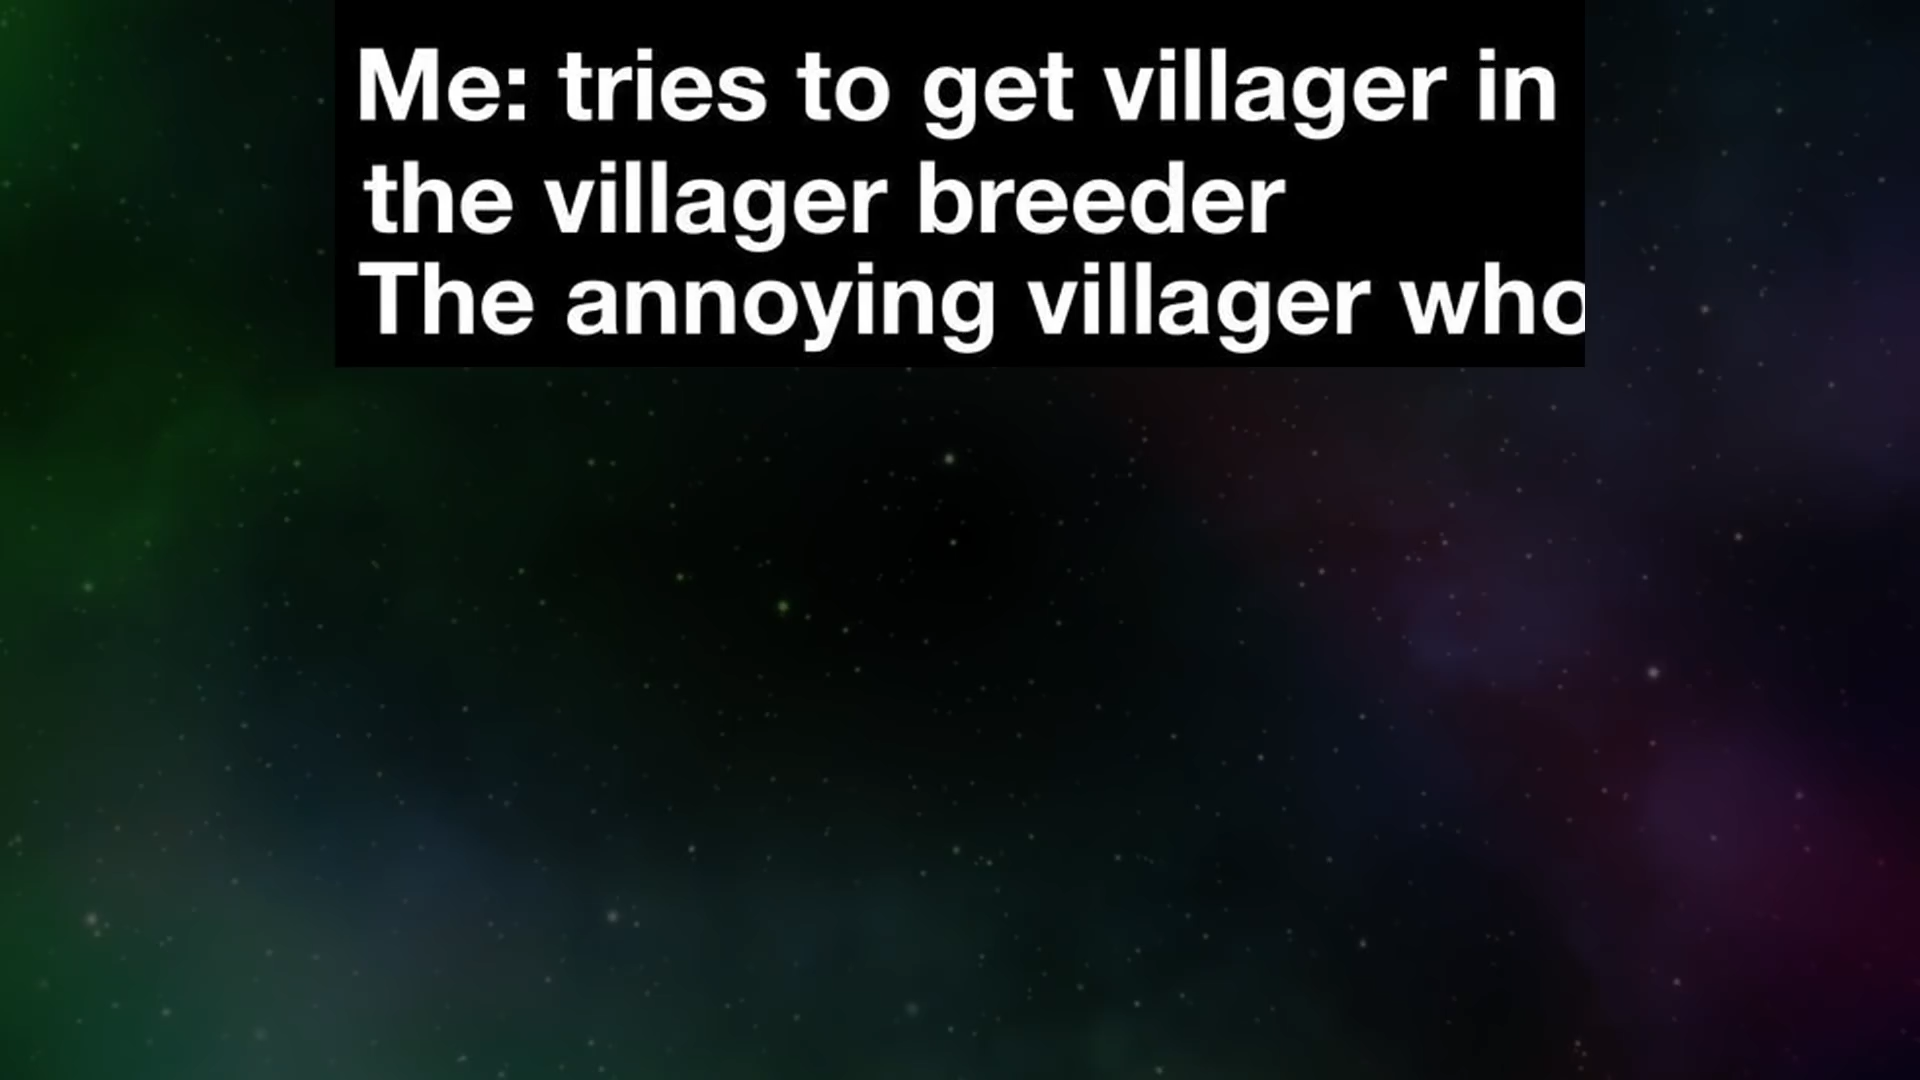 Me: tries to get villager in
the villager breeder
The annoying villager who